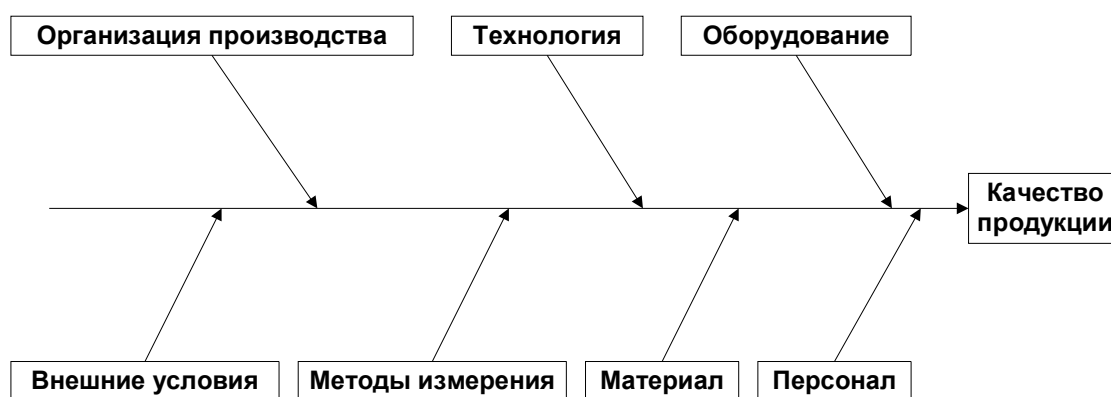 Организация производства
Технология
Оборудование
Качество
продукции
Внешние условия
Методы измерения
Материал
Персонал